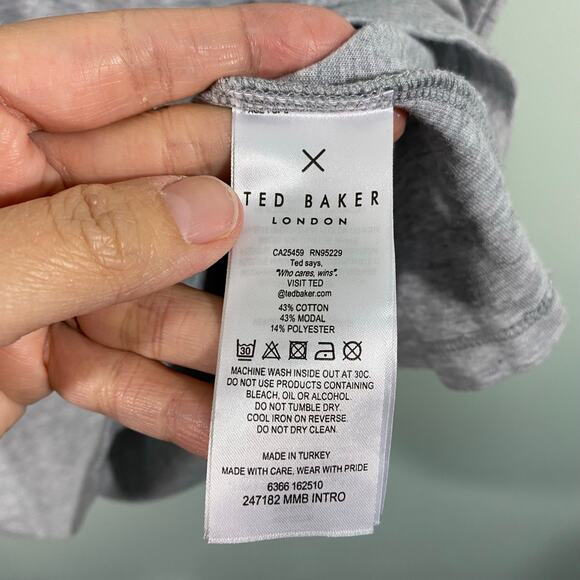 TED BAKER
LONDON
CA25459 RN95229
Ted says,
"Who cares, wins".
VISIT TED
@tedbaker.com
43% COTTON
43% MODAL
14% POLYESTER
30
MACHINE WASH INSIDE OUT AT 30C.
DO NOT USE PRODUCTS CONTAINING
BLEACH, OIL OR ALCOHOL.
DO NOT TUMBLE DRY.
COOL IRON ON REVERSE.
DO NOT DRY CLEAN.
MADE IN TURKEY
MADE WITH CARE, WEAR WITH PRIDE
6366 162510
247182 MMB INTRO